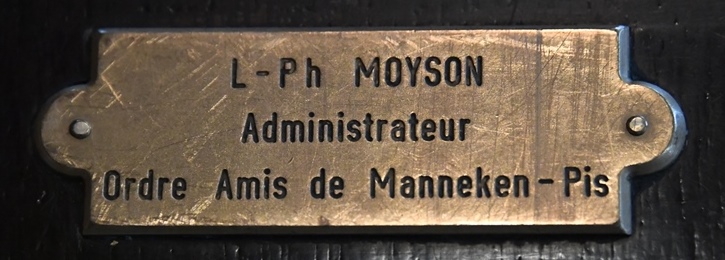 L-Ph MOYSON
Administrateur
Ordre Amis de Manneken-Pis